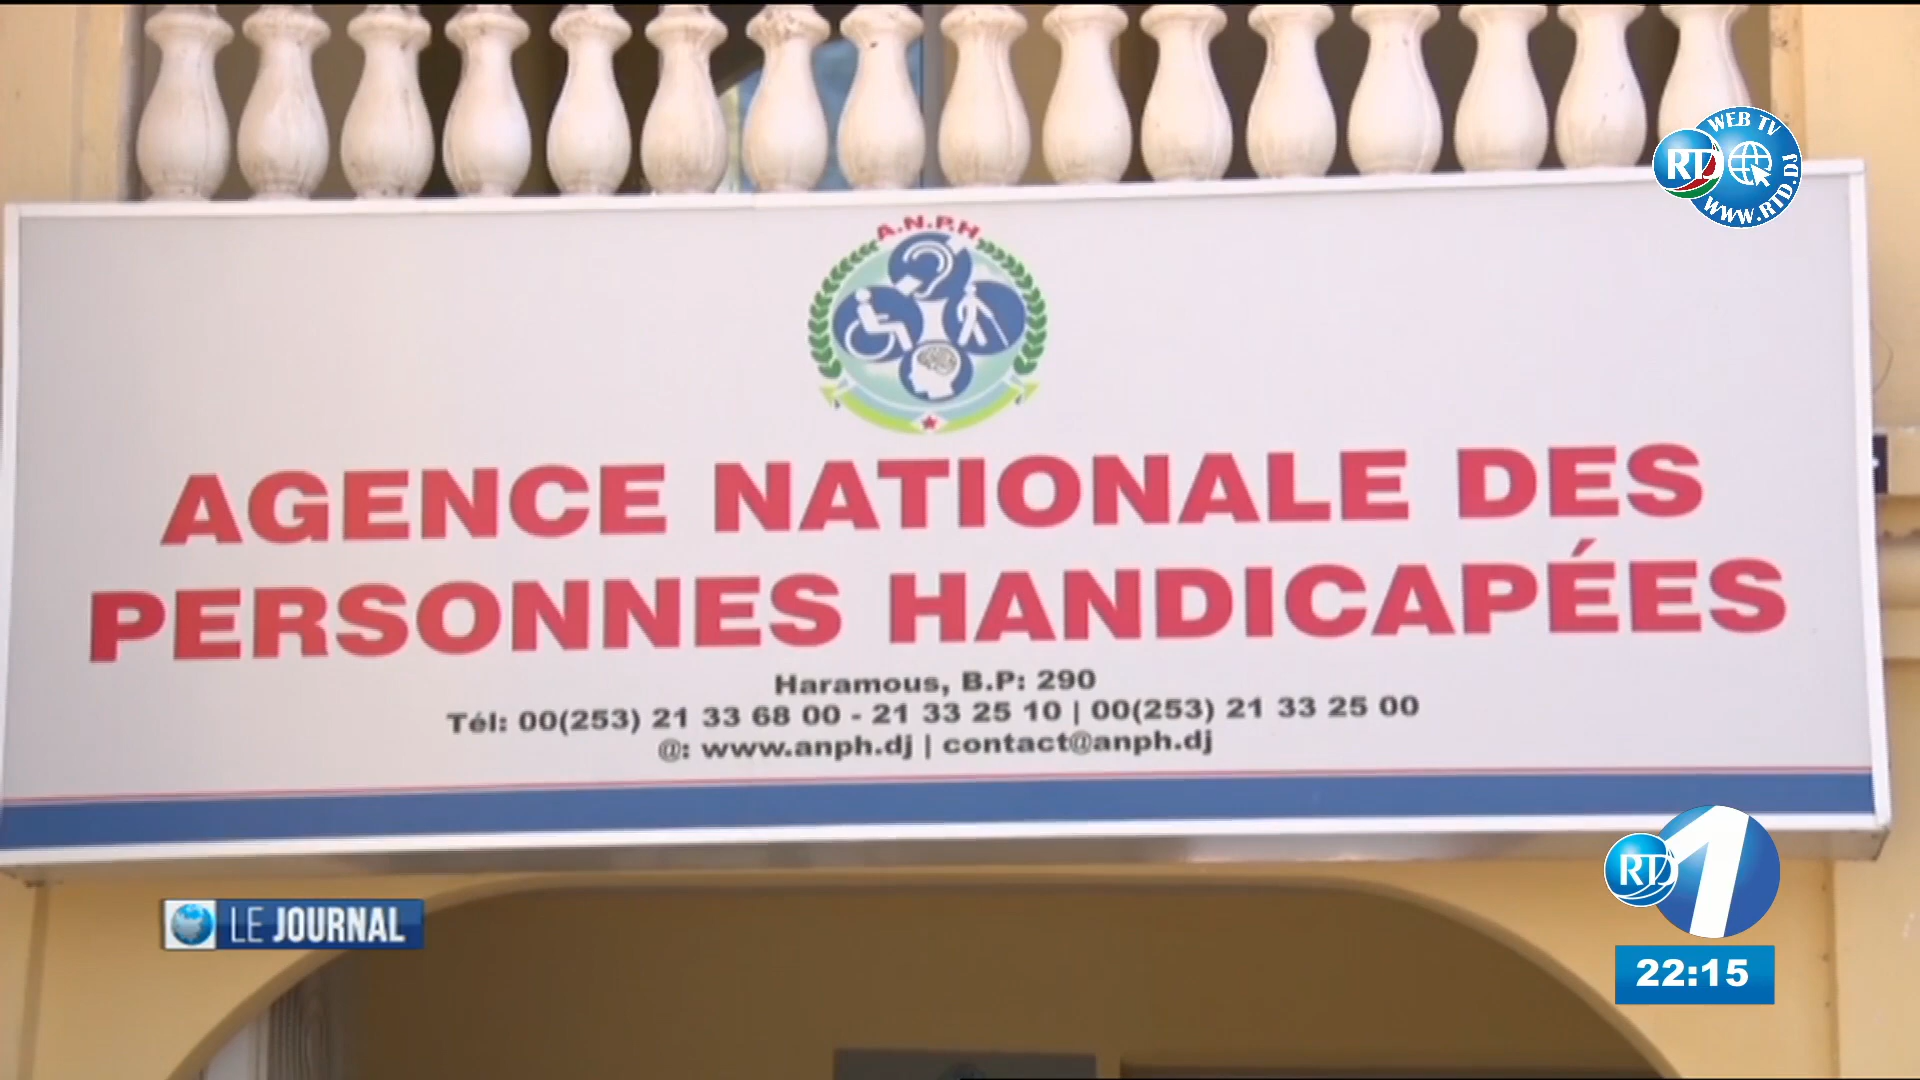 WEB TV
RTD
WWW.RTD.DJ
A.N.P.H
AGENCE NATIONALE DES
PERSONNES HANDICAPÉES
Haramous, B.P: 290
Tél: 00(253) 21 33 68 00 - 21 33 25 10 | 00(253) 21 33 25 00
@: www.anph.dj | contact@anph.dj
RTD 1
LE JOURNAL
22:15